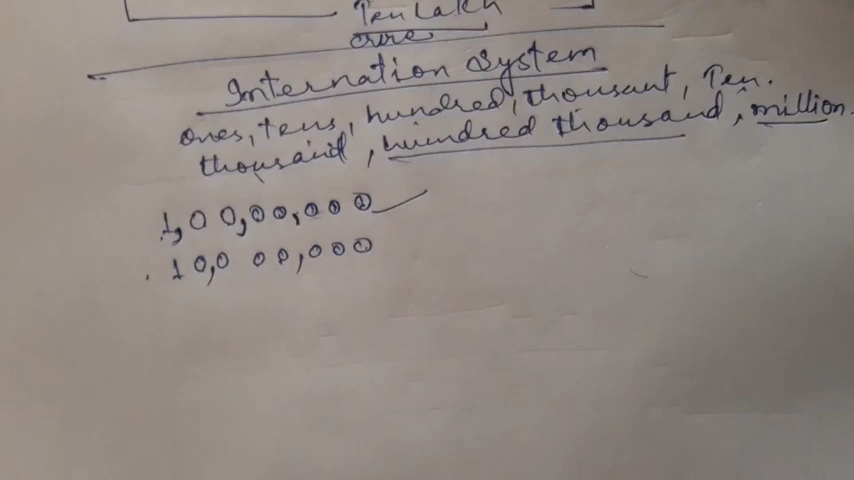 Ten Lakh
crore
Internation System
ones, tens, hundred, thousant, Ten.
thousand, hundred thousand, million.
1,00,00,000
10,000,000